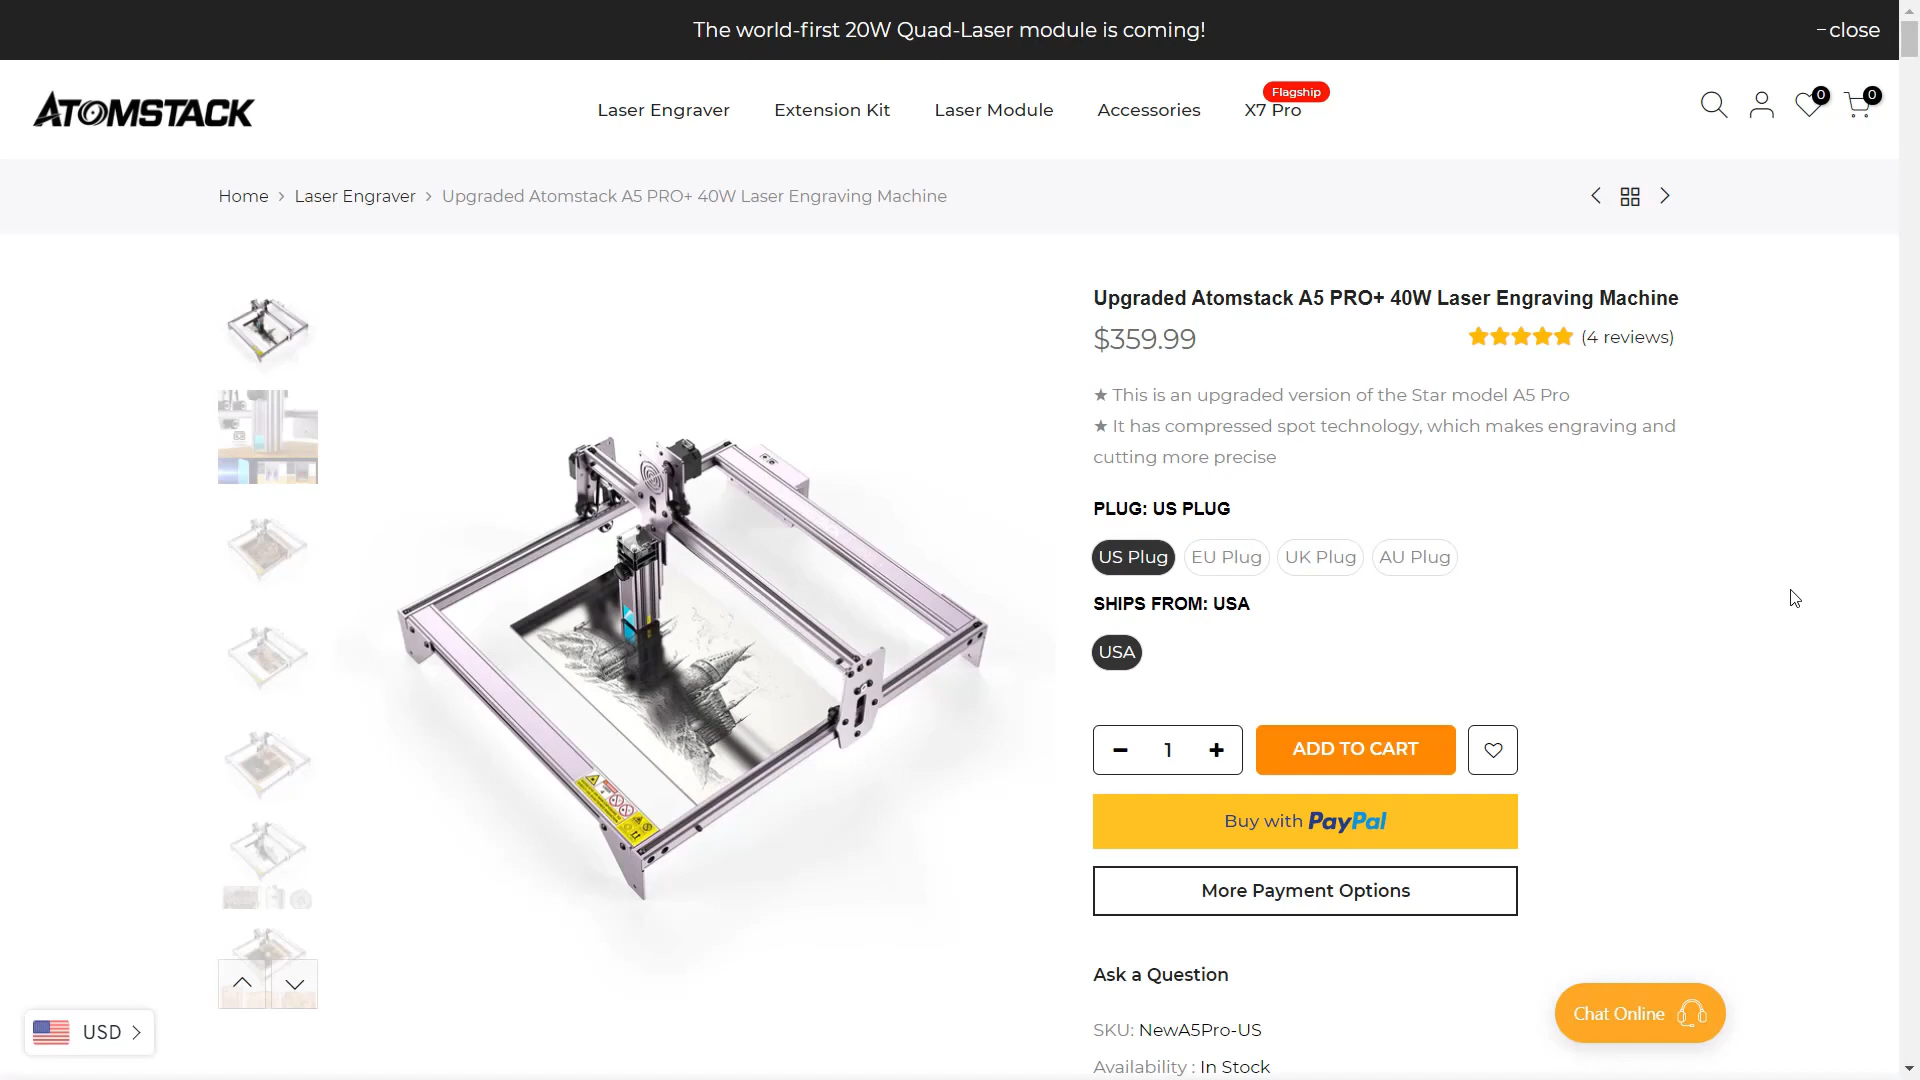 The world-first 20W Quad-Laser module is coming!
close
ATOMSTACK
Laser Engraver
Extension Kit
Laser Module
Accessories
X7 Pro
Flagship
0
0
Home > Laser Engraver > Upgraded Atomstack A5 PRO+ 40W Laser Engraving Machine
Upgraded Atomstack A5 PRO+ 40W Laser Engraving Machine
$359.99
(4 reviews)
★ This is an upgraded version of the Star model A5 Pro
★ It has compressed spot technology, which makes engraving and
cutting more precise
PLUG: US PLUG
US Plug
EU Plug
UK Plug
AU Plug
SHIPS FROM: USA
USA
1
ADD TO CART
Buy with PayPal
More Payment Options
Ask a Question
SKU: NewA5Pro-US
Availability : In Stock
Chat Online
USD